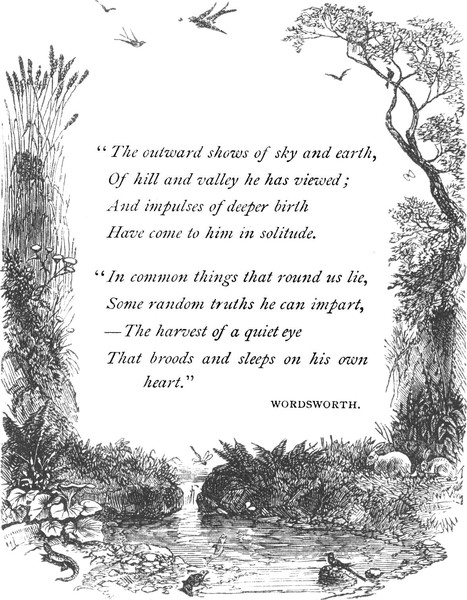 “The outward shows of sky and earth,
Of hill and valley he has viewed;
And impulses of deeper birth
Have come to him in solitude.
“In common things that round us lie,
Some random truths he can impart,
—The harvest of a quiet eye
That broods and sleeps on his own
heart.”
WORDSWORTH.